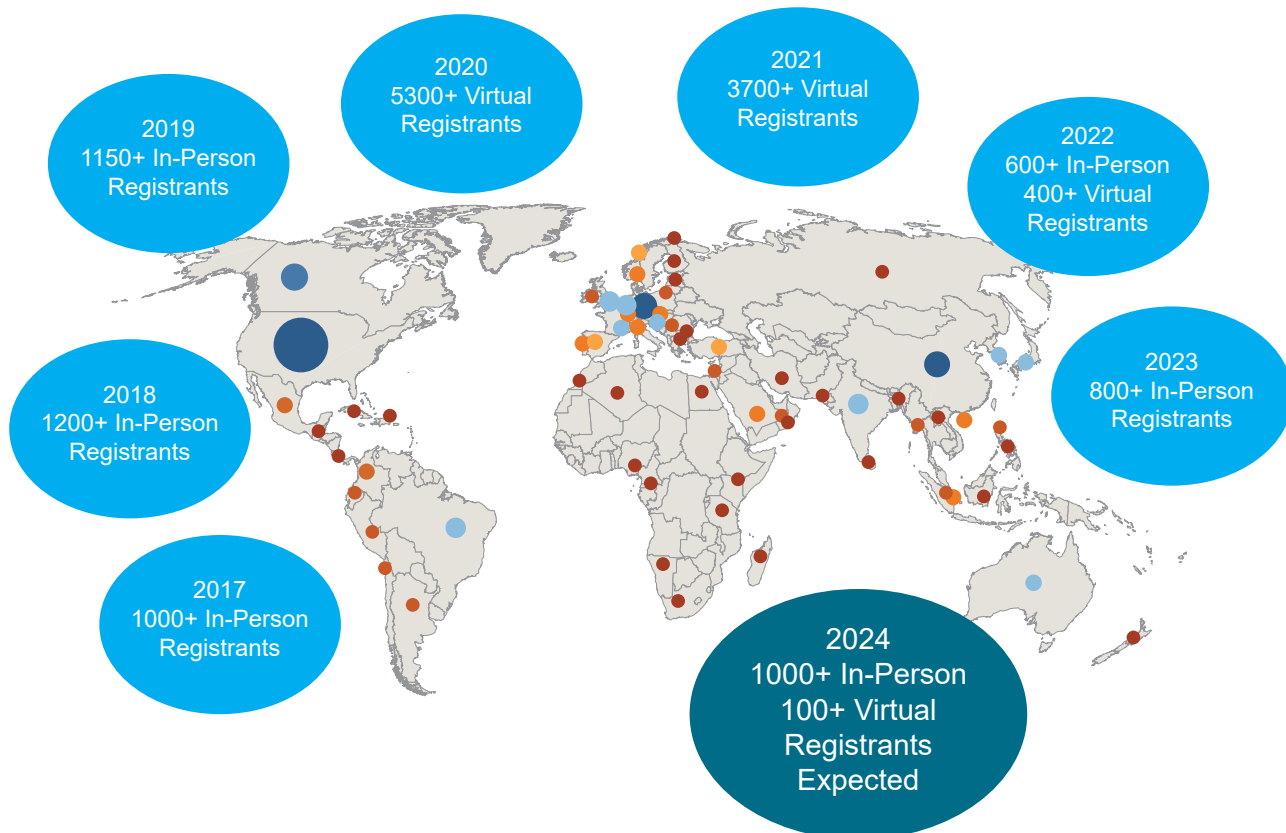 2020
5300+ Virtual
Registrants
2021
3700+ Virtual
Registrants
2019
1150+ In-Person
Registrants
2022
600+ In-Person
400+ Virtual
Registrants
2018
1200+ In-Person
Registrants
2023
800+ In-Person
Registrants
2017
1000+ In-Person
Registrants
2024
1000+ In-Person
100+ Virtual
Registrants
Expected